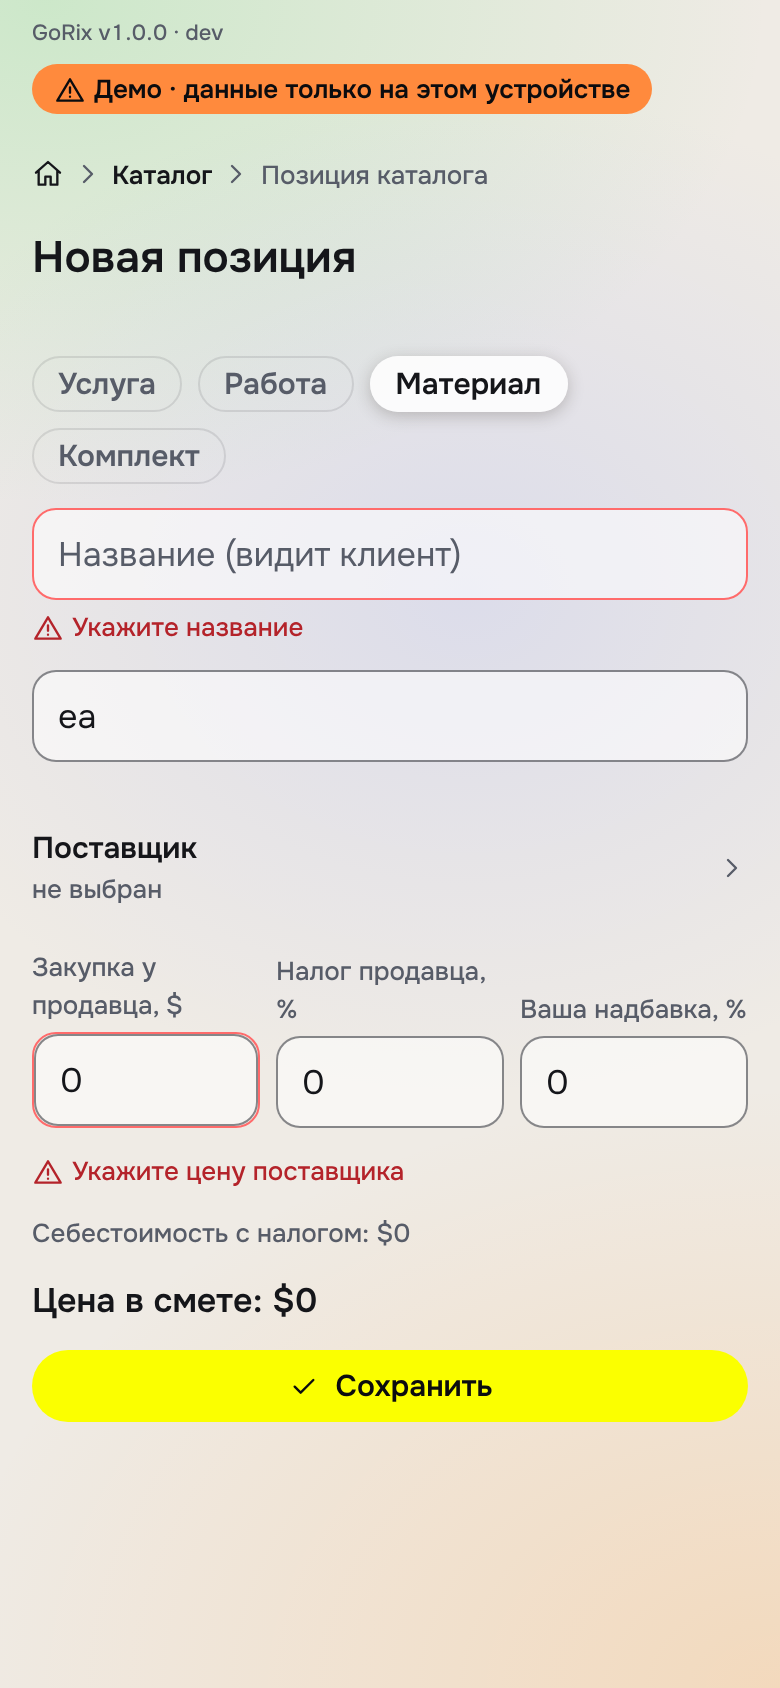 GoRix v1.0.0 · dev
Демо · данные только на этом устройстве
Каталог
Позиция каталога
Новая позиция
Услуга
Работа
Материал
Комплект
Название (видит клиент)
Укажите название
ea
Поставщик
не выбран
Закупка у
продавца, $
Налог продавца,
%
Ваша надбавка, %
0
0
0
Укажите цену поставщика
Себестоимость с налогом: $0
Цена в смете: $0
Сохранить